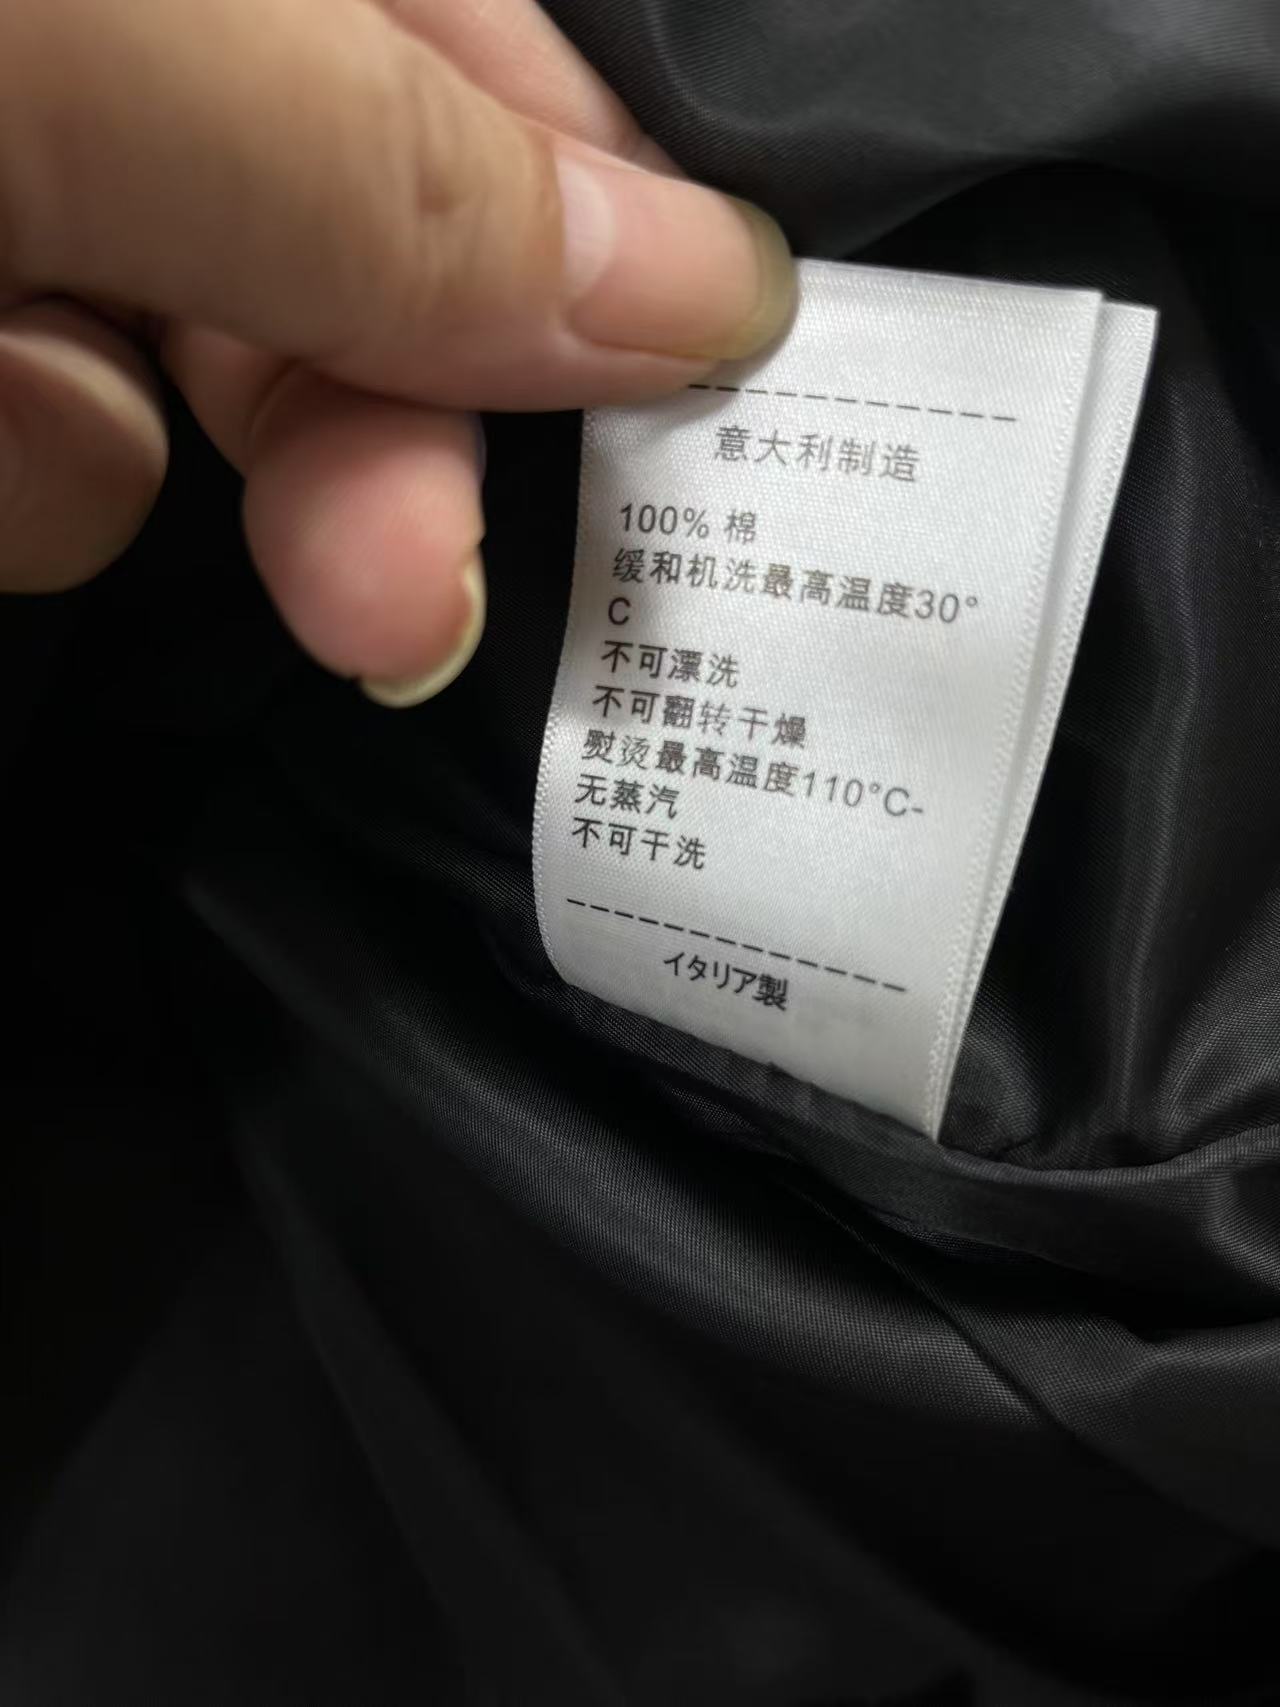 意大利制造
100% 棉
缓和机洗最高温度30°
C
不可漂洗
不可翻转干燥
熨烫最高温度110°C-
无蒸汽
不可干洗
イタリア製